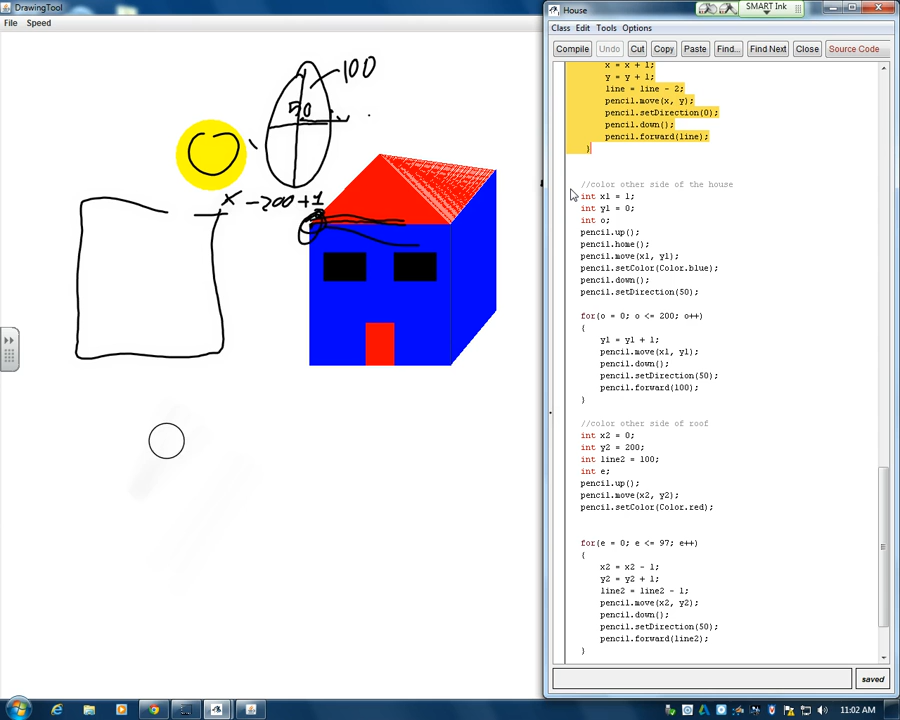 DrawingTool
File Speed
100
50
x -200 +1
House
SMART Ink
Class Edit Tools Options
Compile Undo Cut Copy Paste Find... Find Next Close Source Code
x = x + 1;
y = y + 1;
line = line - 2;
pencil.move(x, y);
pencil.setDirection(0);
pencil.down();
pencil.forward(line);
}
//color other side of the house
int x1 = 1;
int y1 = 0;
int o;
pencil.up();
pencil.home();
pencil.move(x1, y1);
pencil.setColor(Color.blue);
pencil.down();
pencil.setDirection(50);
for(o = 0; o <= 200; o++)
{
y1 = y1 + 1;
pencil.move(x1, y1);
pencil.down();
pencil.setDirection(50);
pencil.forward(100);
}
//color other side of roof
int x2 = 0;
int y2 = 200;
int line2 = 100;
int e;
pencil.up();
pencil.move(x2, y2);
pencil.setColor(Color.red);
for(e = 0; e <= 97; e++)
{
x2 = x2 - 1;
y2 = y2 + 1;
line2 = line2 - 1;
pencil.move(x2, y2);
pencil.down();
pencil.setDirection(50);
pencil.forward(line2);
}
saved
11:02 AM